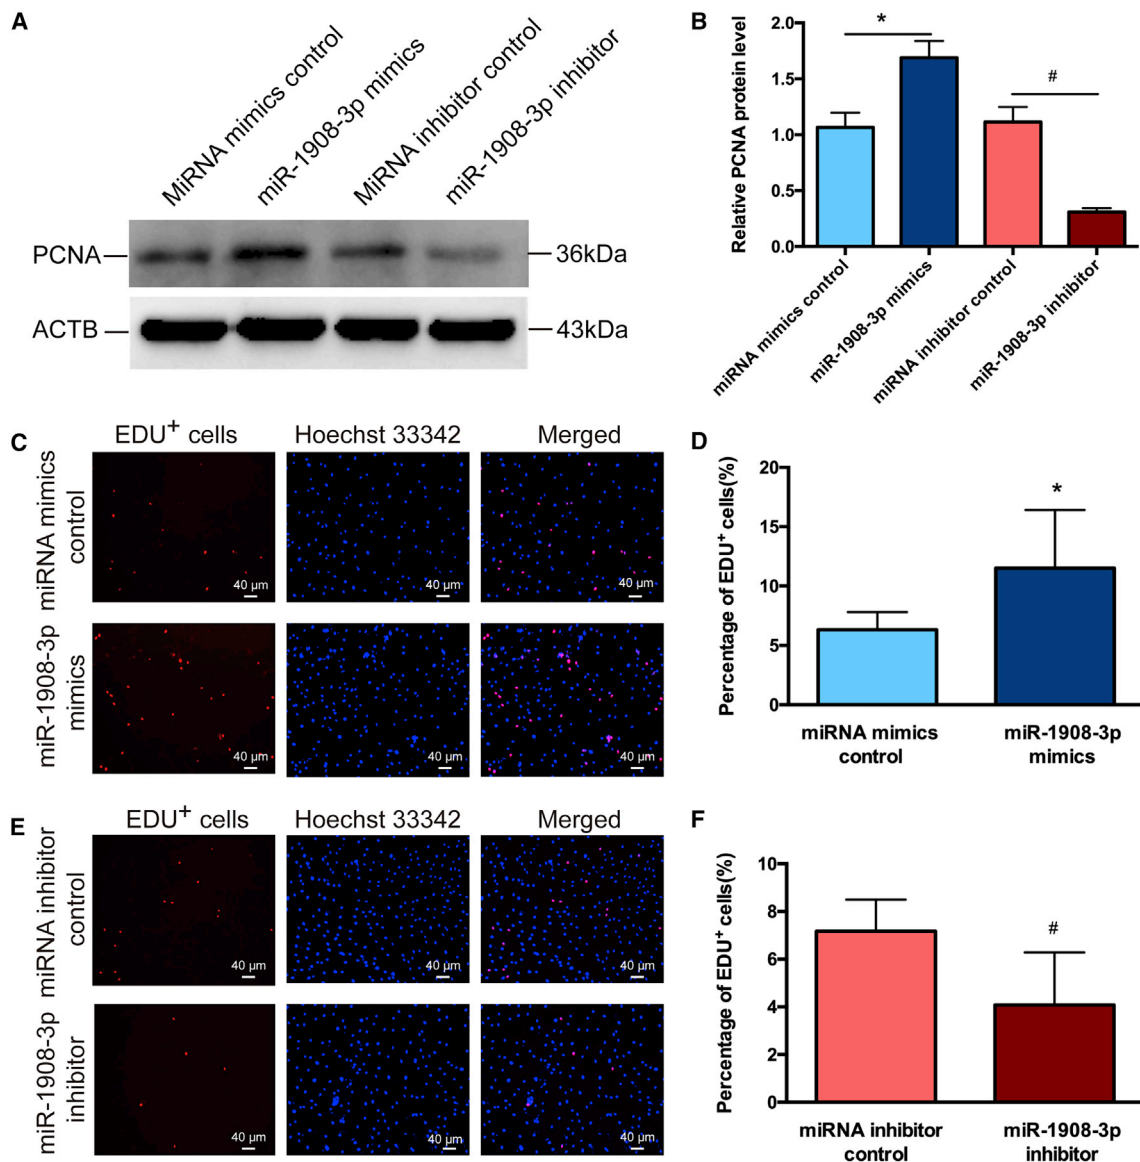 A
MiRNA mimics control
miR-1908-3p mimics
MiRNA inhibitor control
miR-1908-3p inhibitor
PCNA
36kDa
ACTB
43kDa
B
Relative PCNA protein level
2.0
1.5
1.0
0.5
0.0
*
#
miRNA mimics control
miR-1908-3p mimics
miRNA inhibitor control
miR-1908-3p inhibitor
C
EDU+ cells
Hoechst 33342
Merged
miRNA mimics
control
40 µm
40 µm
40 µm
miR-1908-3p
mimics
40 µm
40 µm
40 µm
D
Percentage of EDU+ cells(%)
20
15
10
5
0
*
miRNA mimics
control
miR-1908-3p
mimics
E
EDU+ cells
Hoechst 33342
Merged
miRNA inhibitor
control
40 µm
40 µm
40 µm
miR-1908-3p
inhibitor
40 µm
40 µm
40 µm
F
Percentage of EDU+ cells(%)
10
8
6
4
2
0
#
miRNA inhibitor
control
miR-1908-3p
inhibitor